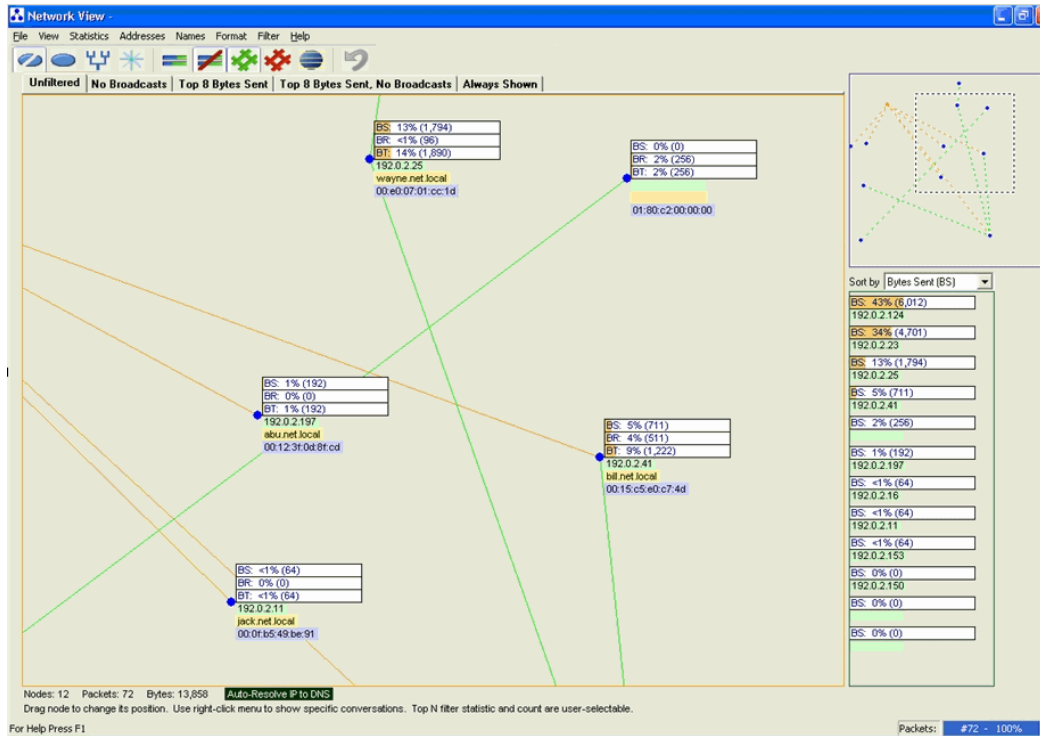 Network View -
File View Statistics Addresses Names Format Filter Help
Unfiltered No Broadcasts Top 8 Bytes Sent Top 8 Bytes Sent, No Broadcasts Always Shown
BS: 13% (1,794)
BR: <1% (96)
BT: 14% (1,890)
192.0.2.25
wayne.net.local
00:e0:07:01:cc:1d
BS: 0% (0)
BR: 2% (256)
BT: 2% (256)
01:80:c2:00:00:00
BS: 1% (192)
BR: 0% (0)
BT: 1% (192)
192.0.2.197
abu.net.local
00:12:3f:0d:8f:cd
BS: 5% (711)
BR: 4% (511)
BT: 9% (1,222)
192.0.2.41
bill.net.local
00:15:c5:e0:c7:4d
BS: <1% (64)
BR: 0% (0)
BT: <1% (64)
192.0.2.11
jack.net.local
00:0f:b5:49:be:91
Sort by Bytes Sent (BS)
BS: 43% (6,012)
192.0.2.124
BS: 34% (4,701)
192.0.2.23
BS: 13% (1,794)
192.0.2.25
BS: 5% (711)
192.0.2.41
BS: 2% (256)
BS: 1% (192)
192.0.2.197
BS: <1% (64)
192.0.2.16
BS: <1% (64)
192.0.2.11
BS: <1% (64)
192.0.2.153
BS: 0% (0)
192.0.2.150
BS: 0% (0)
BS: 0% (0)
Nodes: 12 Packets: 72 Bytes: 13,858 Auto-Resolve IP to DNS
Drag node to change its position. Use right-click menu to show specific conversations. Top N filter statistic and count are user-selectable.
For Help Press F1
Packets: #72 - 100%